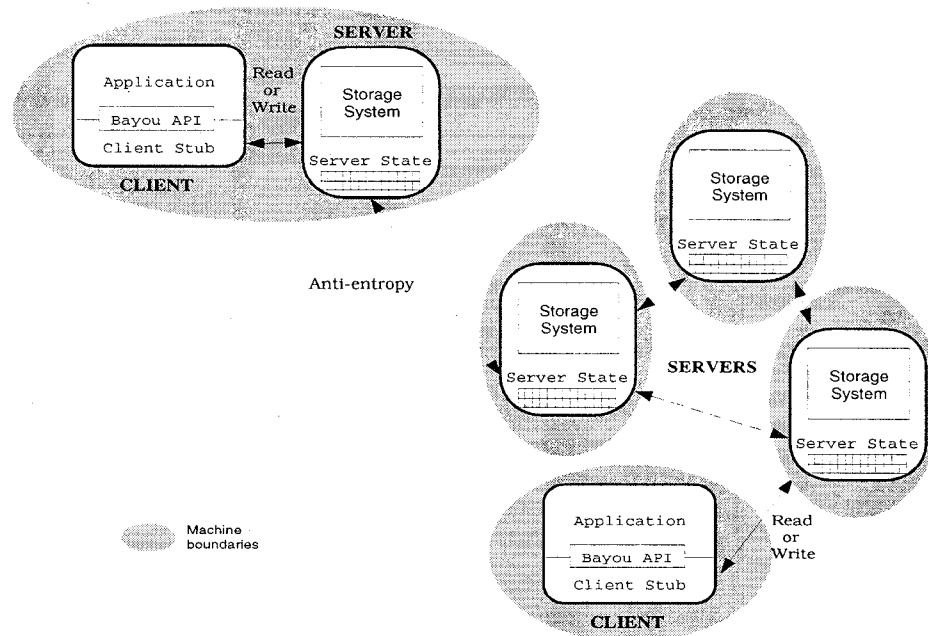 SERVER
Application
Bayou API
Client Stub
CLIENT
Read
or
Write
Storage
System
Server State
Anti-entropy
Storage
System
Server State
Storage
System
Server State
SERVERS
Storage
System
Server State
Machine
boundaries
Application
Bayou API
Client Stub
CLIENT
Read
or
Write